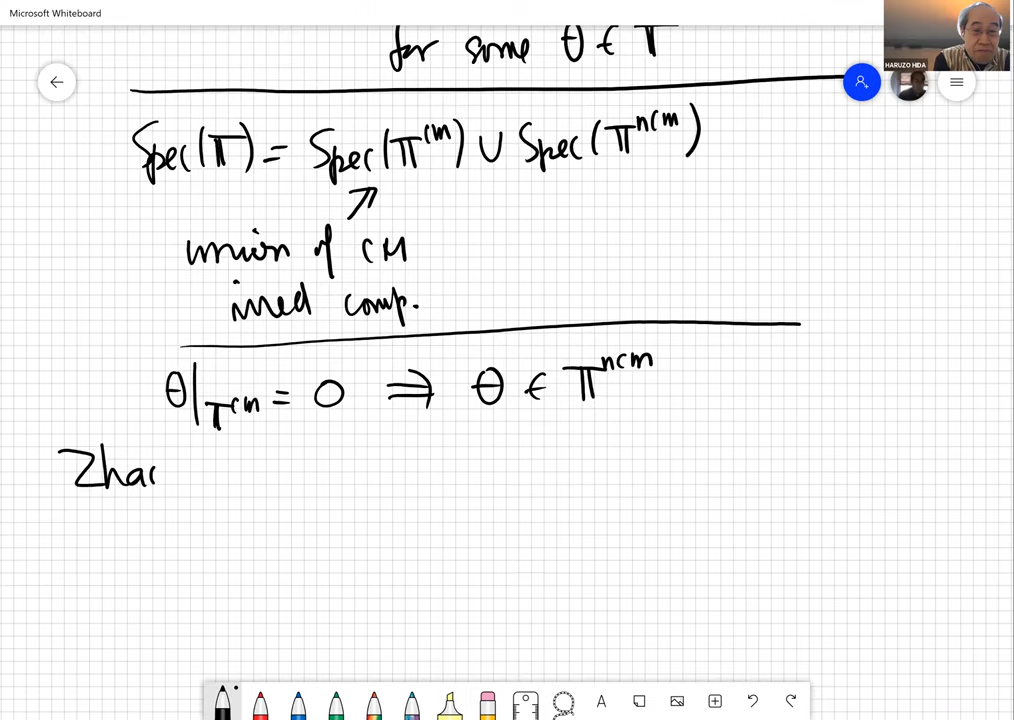 Microsoft Whiteboard
for some θ ∈ 𝕋
HARUZO HIDA
Spec(𝕋) = Spec(𝕋^cm) ∪ Spec(𝕋^ncm)
union of CM
irred comp.
θ|_𝕋^cm = 0 ⇒ θ ∈ 𝕋^ncm
Zhao